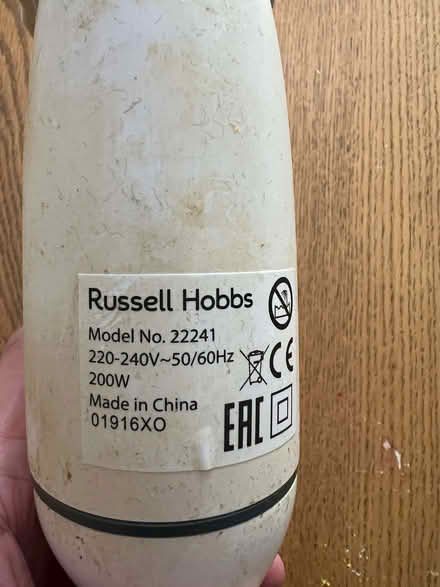 Russell Hobbs
Model No. 22241
220-240V~50/60Hz
200W
Made in China
01916XO
CE
EAC